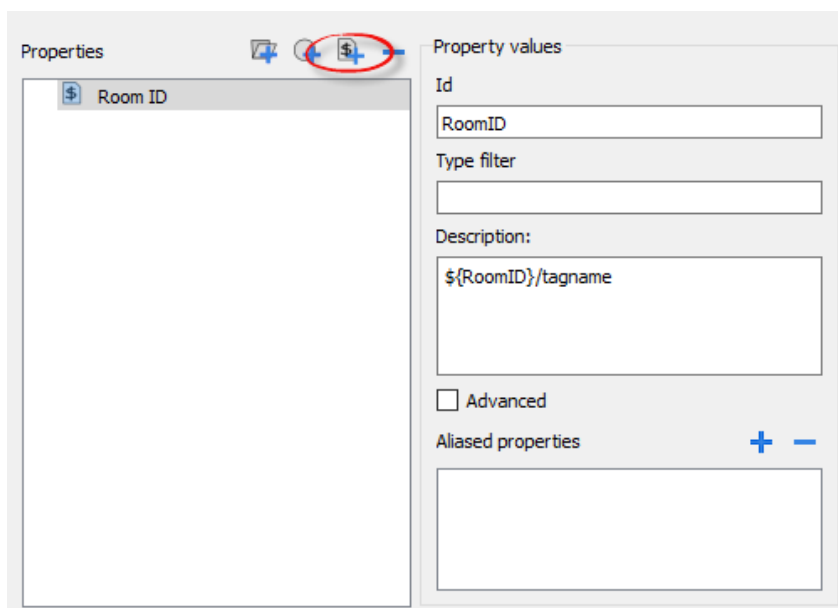 Properties
Room ID
Property values
Id
RoomID
Type filter
Description:
${RoomID}/tagname
Advanced
Aliased properties